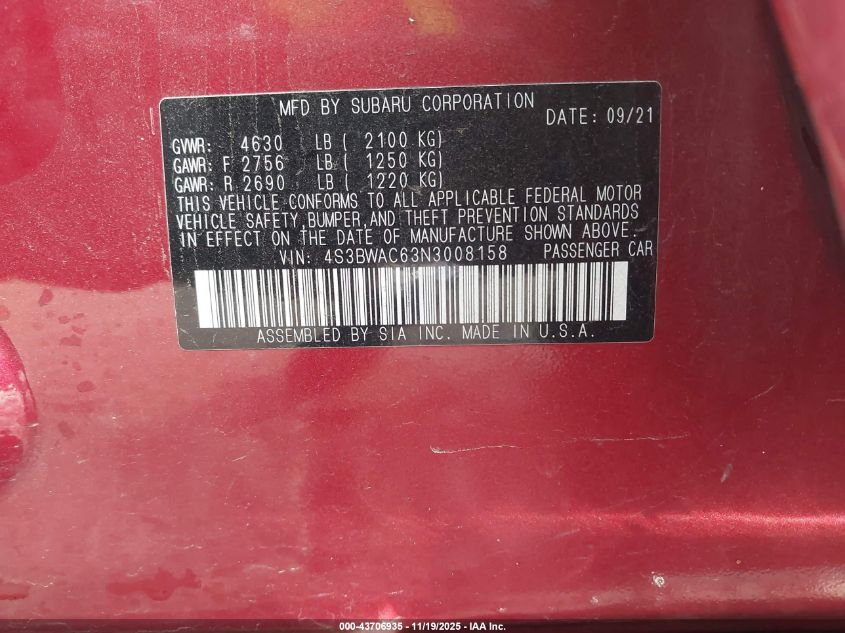 MFD BY SUBARU CORPORATION
DATE: 09/21
GVWR: 4630 LB ( 2100 KG)
GAWR: F 2756 LB ( 1250 KG)
GAWR: R 2690 LB ( 1220 KG)
THIS VEHICLE CONFORMS TO ALL APPLICABLE FEDERAL MOTOR
VEHICLE SAFETY, BUMPER, AND THEFT PREVENTION STANDARDS
IN EFFECT ON THE DATE OF MANUFACTURE SHOWN ABOVE.
VIN: 4S3BWAC63N3008158 PASSENGER CAR
ASSEMBLED BY SIA INC. MADE IN U.S.A.
000-43706935 - 11/19/2025 - IAA Inc.